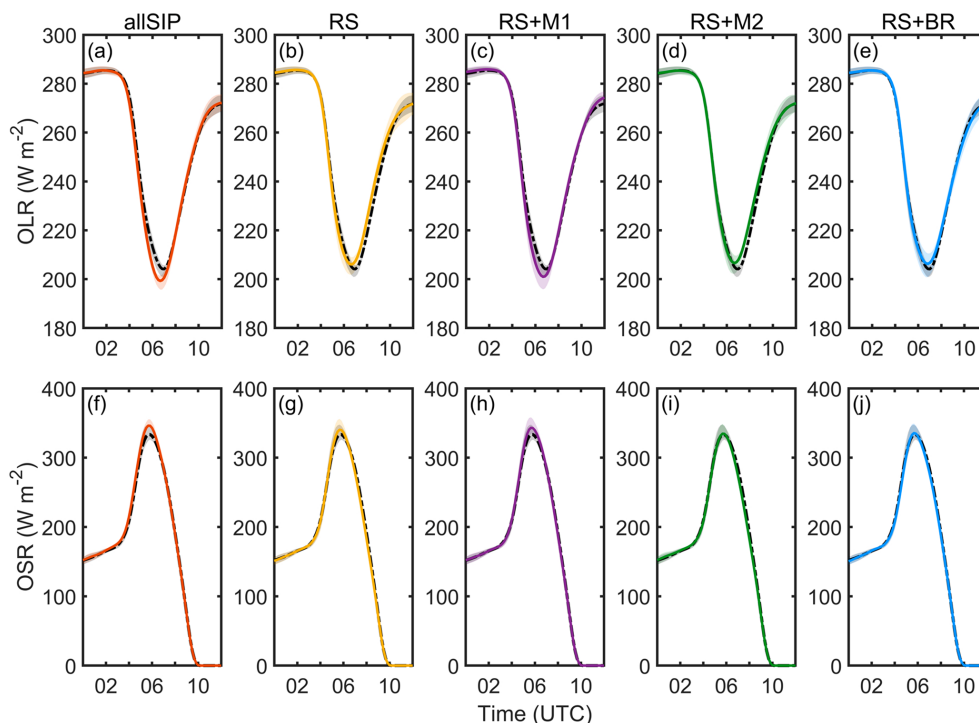 allSIP RS RS+M1 RS+M2 RS+BR
(a) (b) (c) (d) (e)
300 300 300 300 300
280 280 280 280 280
260 260 260 260 260
240 240 240 240 240
220 220 220 220 220
200 200 200 200 200
180 180 180 180 180
OLR (W m-2)
02 06 10 02 06 10 02 06 10 02 06 10 02 06 10
(f) (g) (h) (i) (j)
400 400 400 400 400
300 300 300 300 300
200 200 200 200 200
100 100 100 100 100
0 0 0 0 0
OSR (W m-2)
02 06 10 02 06 10 02 06 10 02 06 10 02 06 10
Time (UTC)